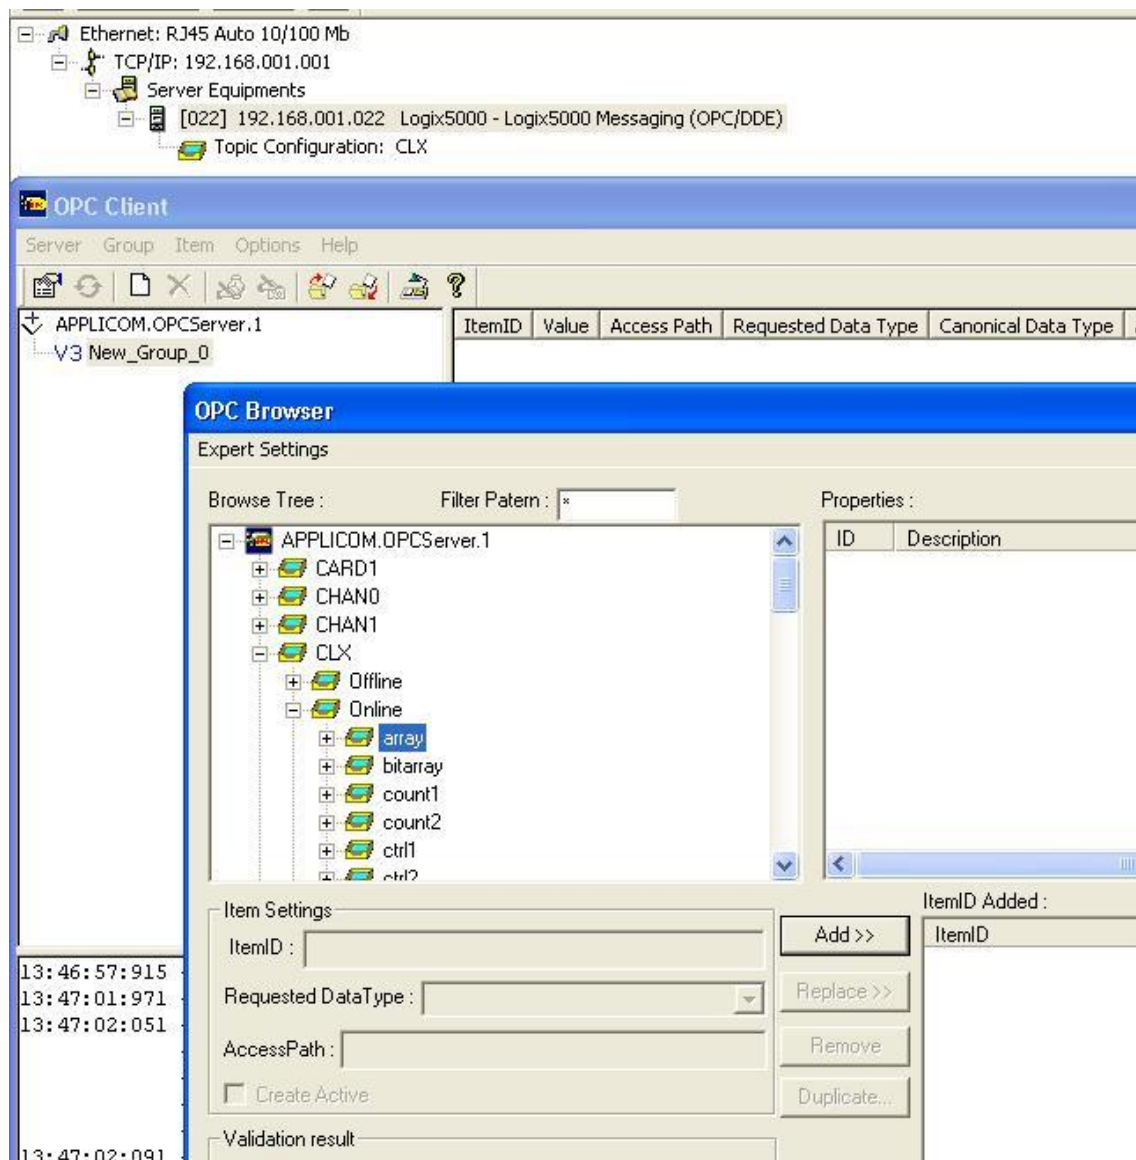 Ethernet: RJ45 Auto 10/100 Mb
TCP/IP: 192.168.001.001
Server Equipments
[022] 192.168.001.022 Logix5000 - Logix5000 Messaging (OPC/DDE)
Topic Configuration: CLX
OPC Client
Server Group Item Options Help
APPLICOM.OPCServer.1
V3 New_Group_0
ItemID Value Access Path Requested Data Type Canonical Data Type
OPC Browser
Expert Settings
Browse Tree : Filter Patern : * Properties :
APPLICOM.OPCServer.1
CARD1
CHAN0
CHAN1
CLX
Offline
Online
array
bitarray
count1
count2
ctrl1
ctrl2
ID Description
Item Settings
ItemID :
Requested DataType :
AccessPath :
Create Active
Validation result
Add >>
Replace >>
Remove
Duplicate...
ItemID Added :
ItemID
13:46:57:915
13:47:01:971
13:47:02:051
13:47:02:091